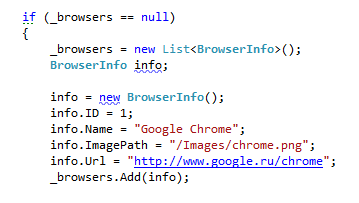 if (_browsers == null)
{
    _browsers = new List<BrowserInfo>();
    BrowserInfo info;

    info = new BrowserInfo();
    info.ID = 1;
    info.Name = "Google Chrome";
    info.ImagePath = "/Images/chrome.png";
    info.Url = "http://www.google.ru/chrome";
    _browsers.Add(info);